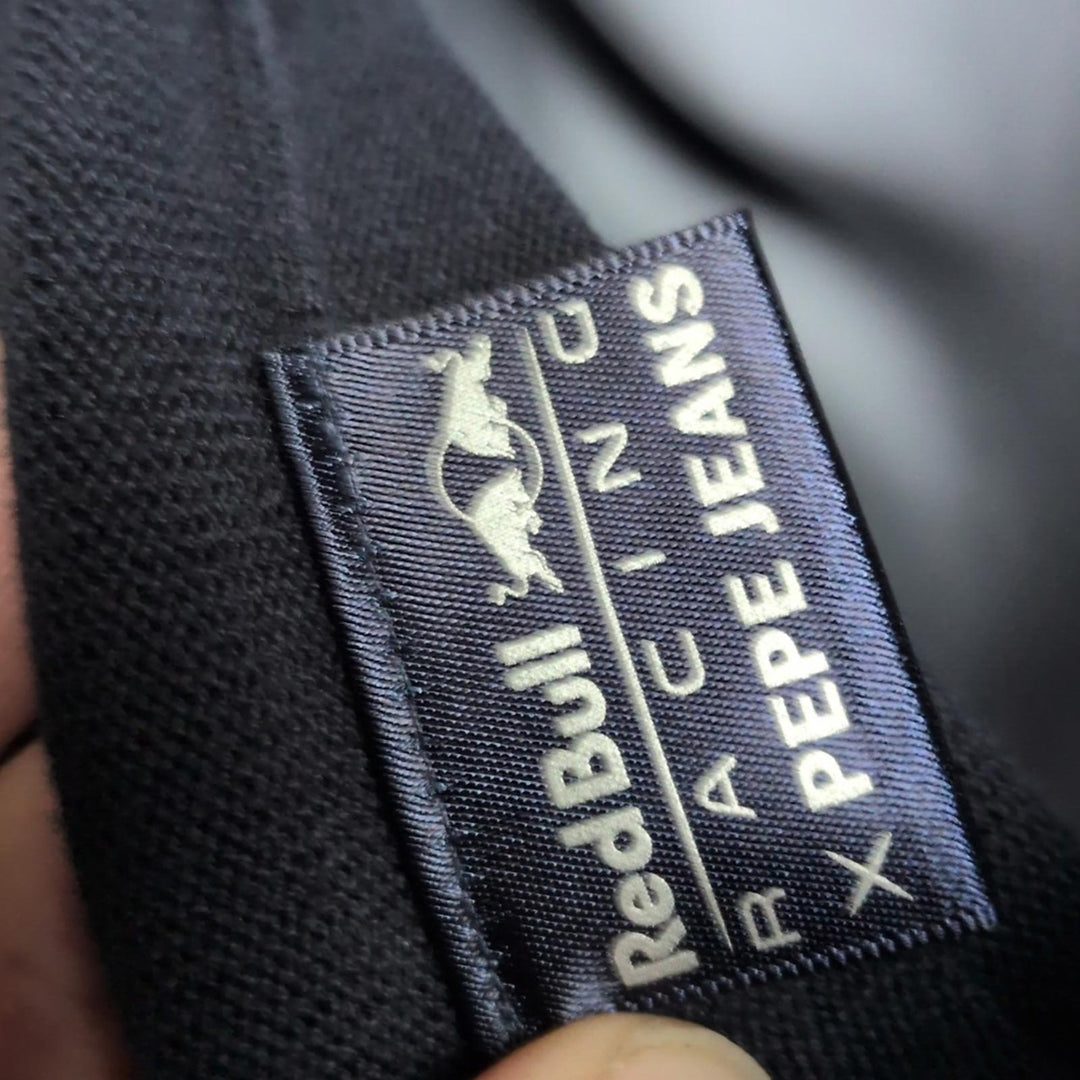 Red Bull
RACING
X PEPE JEANS